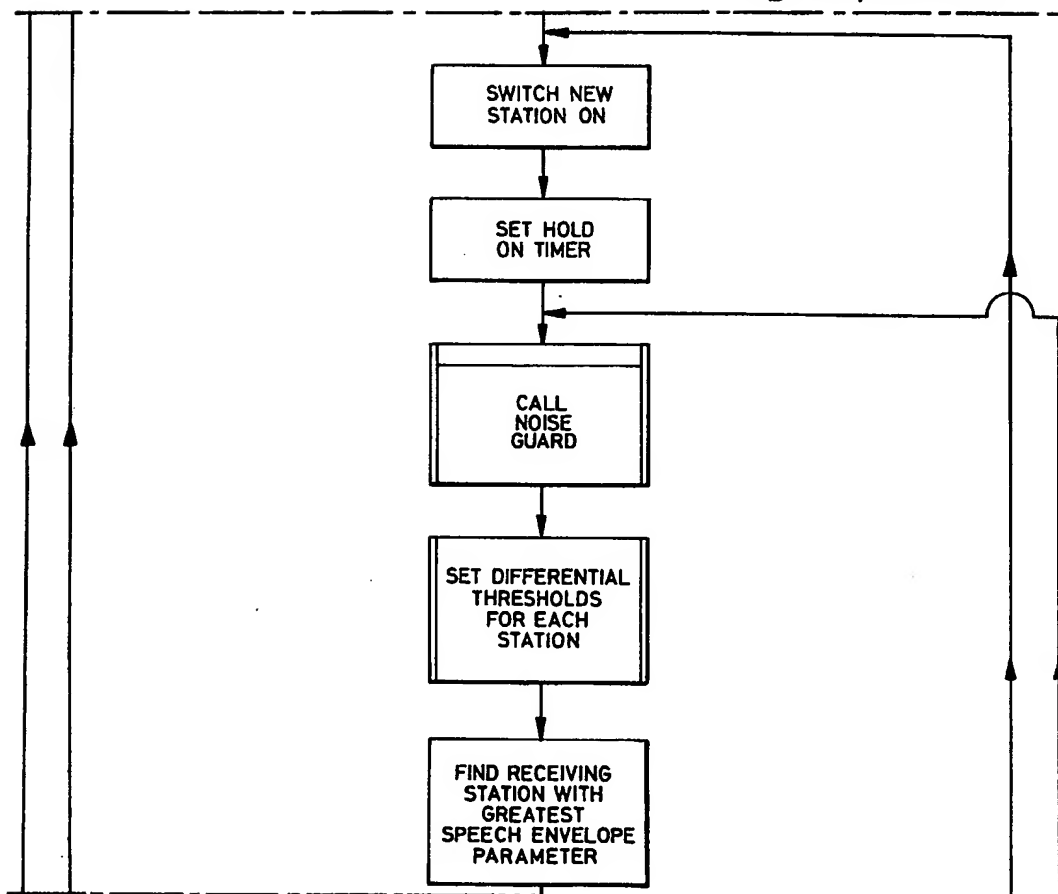 SWITCH NEW
STATION ON
SET HOLD
ON TIMER
CALL
NOISE
GUARD
SET DIFFERENTIAL
THRESHOLDS
FOR EACH
STATION
FIND RECEIVING
STATION WITH
GREATEST
SPEECH ENVELOPE
PARAMETER